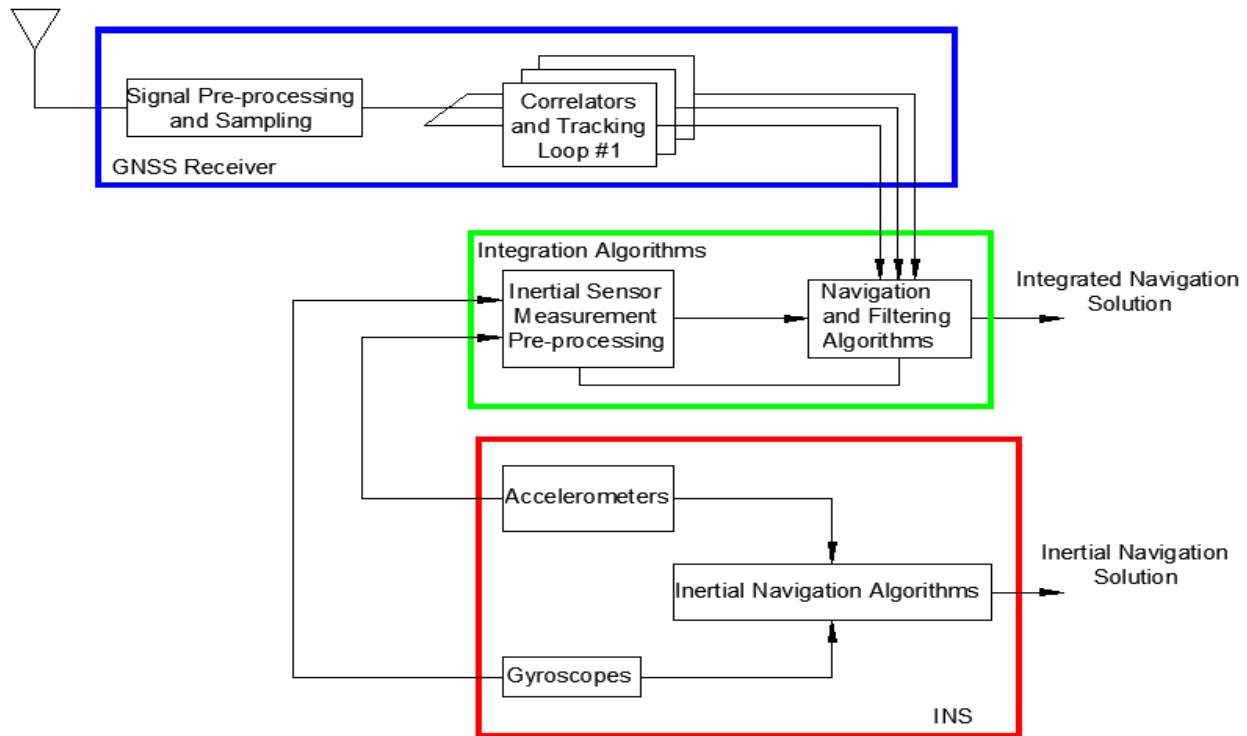 Signal Pre-processing
and Sampling
Correlators
and Tracking
Loop #1
GNSS Receiver
Integration Algorithms
Inertial Sensor
Measurement
Pre-processing
Navigation
and Filtering
Algorithms
Integrated Navigation
Solution
Accelerometers
Inertial Navigation Algorithms
Inertial Navigation
Solution
Gyroscopes
INS